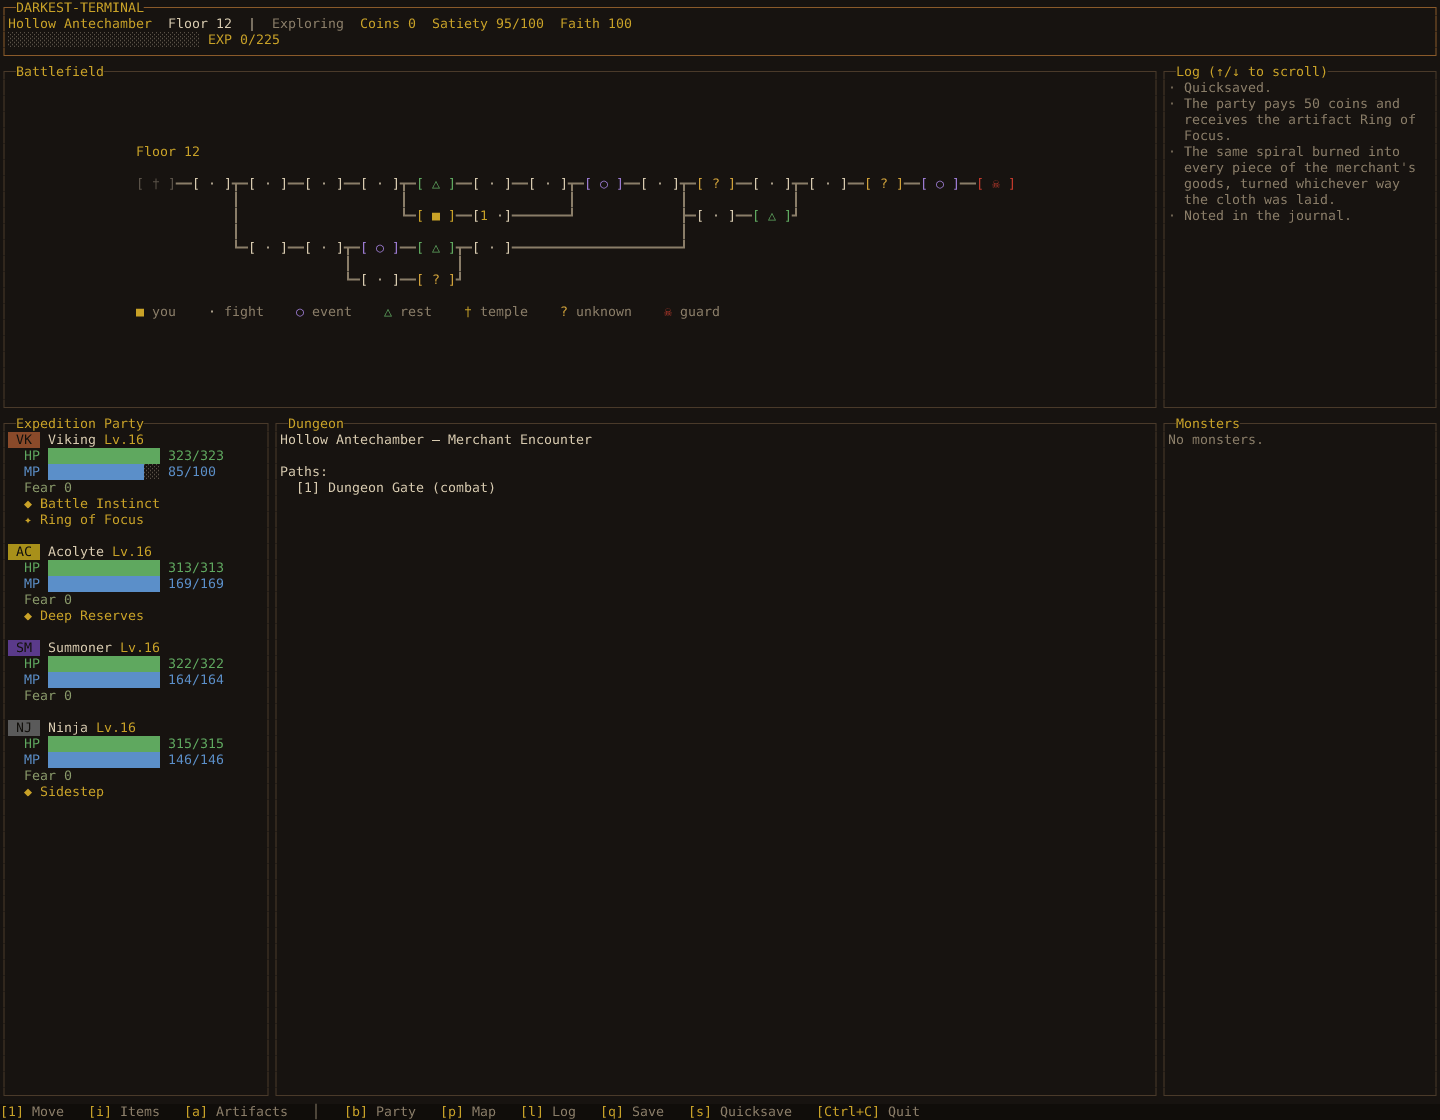 DARKEST-TERMINAL
Hollow Antechamber  Floor 12  |  Exploring  Coins 0  Satiety 95/100  Faith 100
EXP 0/225
Battlefield
Floor 12
[ † ]══[ · ]╤═[ · ]══[ · ]══[ · ]╤═[ △ ]══[ · ]══[ · ]╤═[ ○ ]══[ · ]╤═[ ? ]══[ · ]╤═[ · ]══[ ? ]══[ ○ ]══[ ☠ ]
╘═[ ■ ]══[1 ·]════════╛ ╞═[ · ]══[ △ ]╛
╘═[ · ]══[ · ]╤═[ ○ ]══[ △ ]╤═[ · ]══════════════════════╛
╘═[ · ]══[ ? ]╛
■ you    · fight    ○ event    △ rest    † temple    ? unknown    ☠ guard
Log (↑/↓ to scroll)
· Quicksaved.
· The party pays 50 coins and
receives the artifact Ring of
Focus.
· The same spiral burned into
every piece of the merchant's
goods, turned whichever way
the cloth was laid.
· Noted in the journal.
Expedition Party
VK Viking Lv.16
HP 323/323
MP 85/100
Fear 0
◆ Battle Instinct
✦ Ring of Focus
AC Acolyte Lv.16
HP 313/313
MP 169/169
Fear 0
◆ Deep Reserves
SM Summoner Lv.16
HP 322/322
MP 164/164
Fear 0
NJ Ninja Lv.16
HP 315/315
MP 146/146
Fear 0
◆ Sidestep
Dungeon
Hollow Antechamber — Merchant Encounter
Paths:
[1] Dungeon Gate (combat)
Monsters
No monsters.
[1] Move   [i] Items   [a] Artifacts   │   [b] Party   [p] Map   [l] Log   [q] Save   [s] Quicksave   [Ctrl+C] Quit